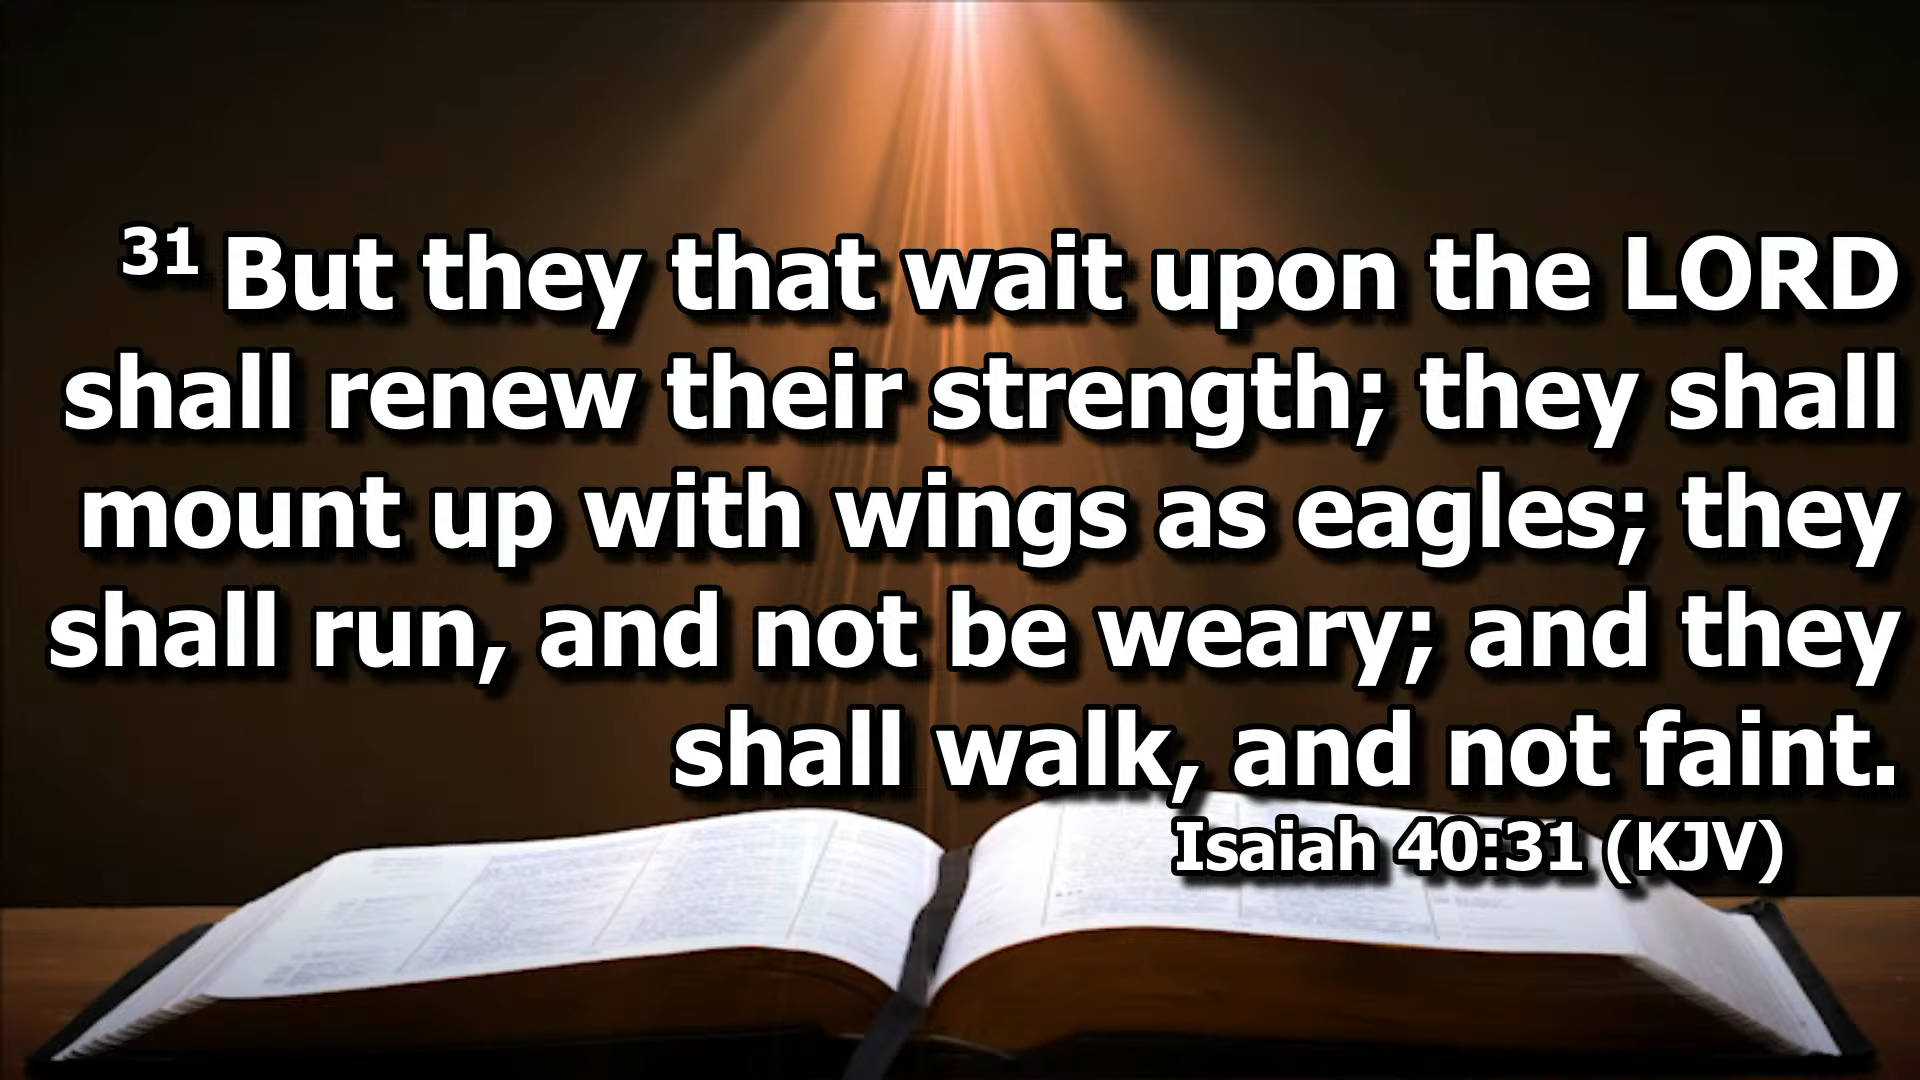 31 But they that wait upon the LORD
shall renew their strength; they shall
mount up with wings as eagles; they
shall run, and not be weary; and they
shall walk, and not faint.
Isaiah 40:31 (KJV)